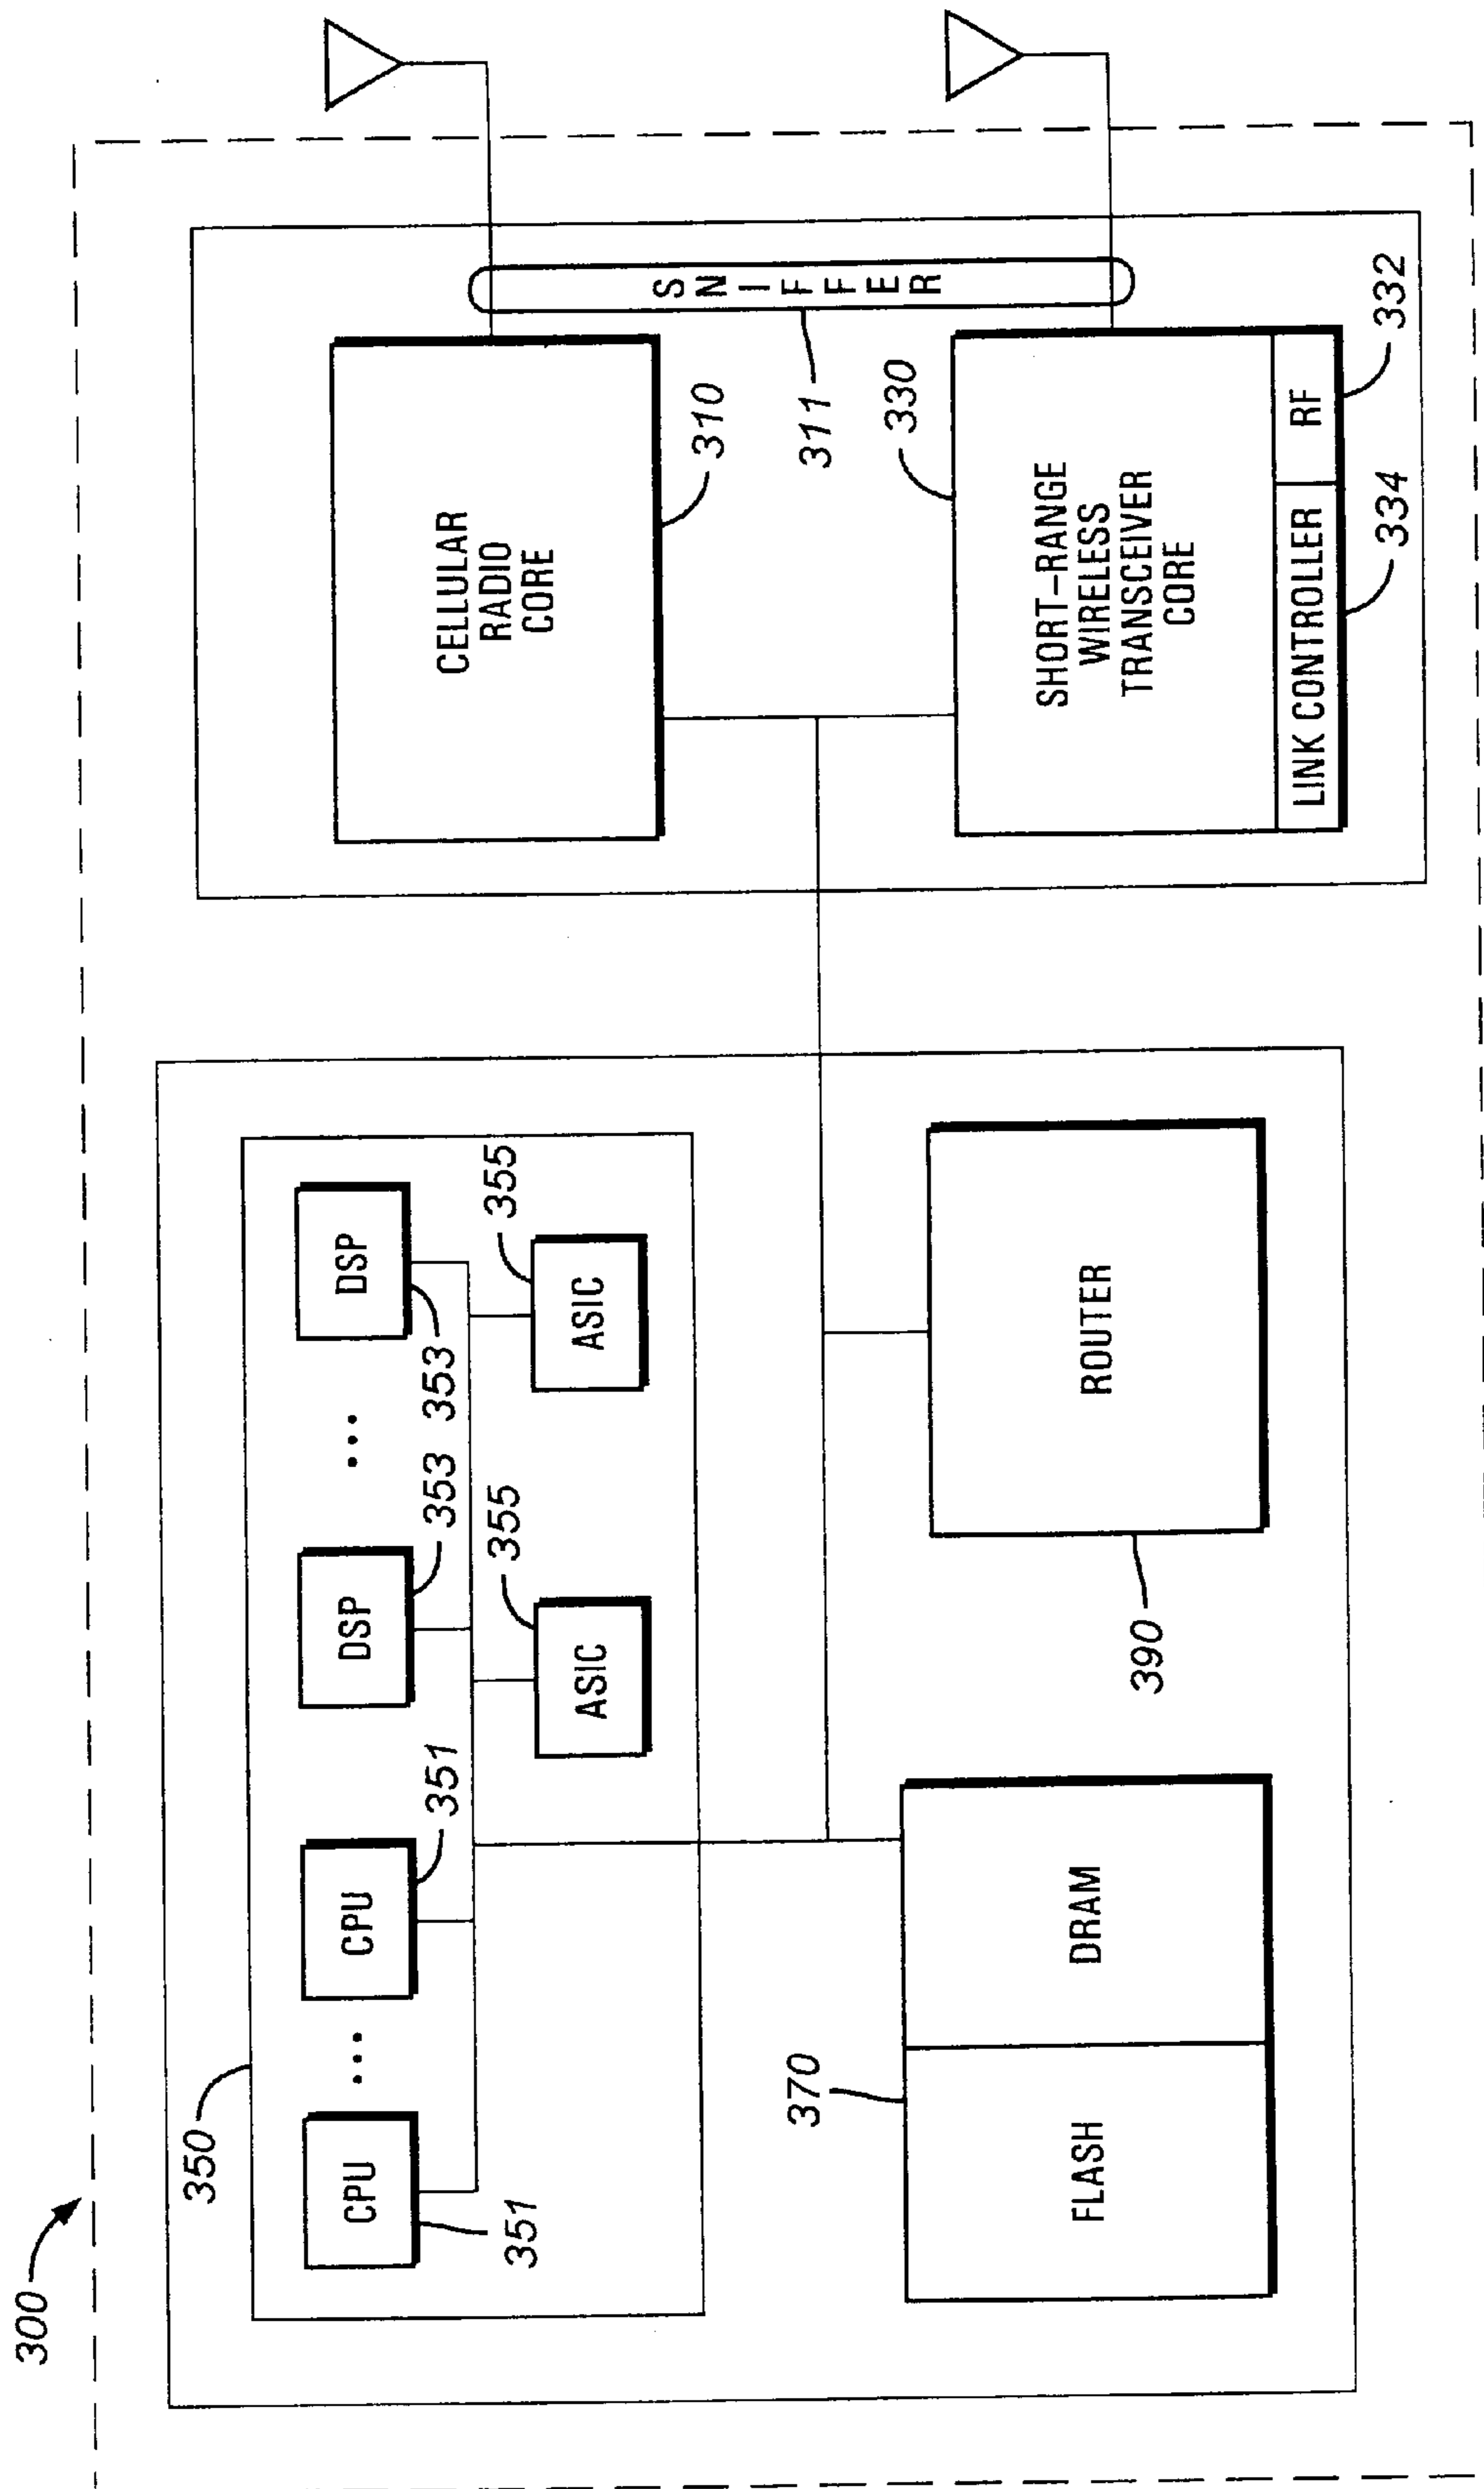 300
350
CPU
351
...
CPU
351
DSP
353
...
DSP
353
ASIC
355
ASIC
355
370
FLASH
DRAM
ROUTER
390
CELLULAR
RADIO
CORE
310
SNIFFER
311
330
SHORT-RANGE
WIRELESS
TRANSCEIVER
CORE
LINK CONTROLLER
RF
334
332